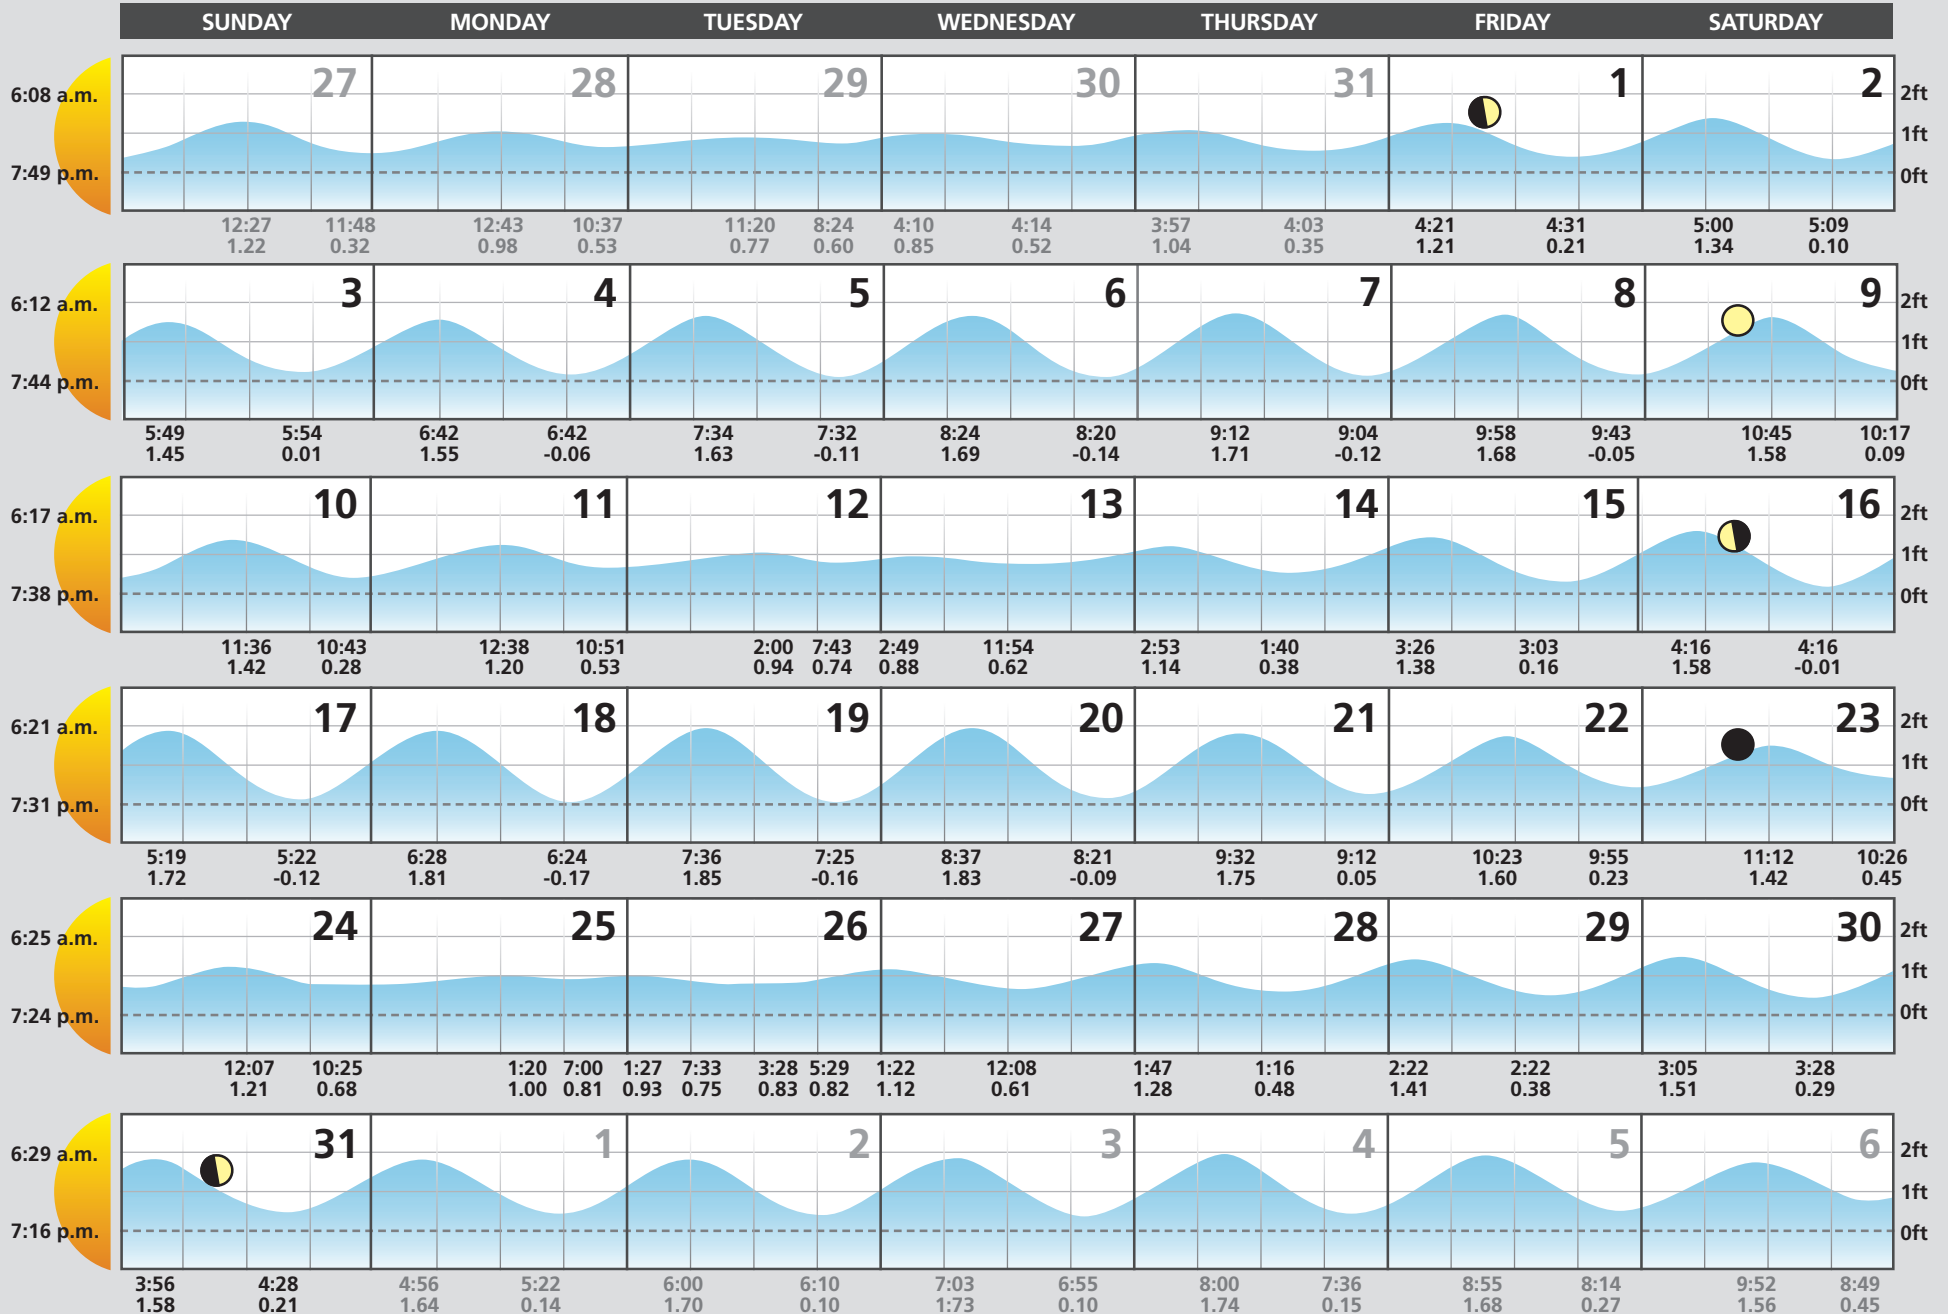 SUNDAY MONDAY TUESDAY WEDNESDAY THURSDAY FRIDAY SATURDAY
27 28 29 30 31 1 2
6:08 a.m. 2ft
1ft
7:49 p.m. 0ft
12:27 11:48 12:43 10:37 11:20 8:24 4:10 4:14 3:57 4:03 4:21 4:31 5:00 5:09
1.22 0.32 0.98 0.53 0.77 0.60 0.85 0.52 1.04 0.35 1.21 0.21 1.34 0.10
3 4 5 6 7 8 9
6:12 a.m. 2ft
1ft
7:44 p.m. 0ft
5:49 5:54 6:42 6:42 7:34 7:32 8:24 8:20 9:12 9:04 9:58 9:43 10:45 10:17
1.45 0.01 1.55 -0.06 1.63 -0.11 1.69 -0.14 1.71 -0.12 1.68 -0.05 1.58 0.09
10 11 12 13 14 15 16
6:17 a.m. 2ft
1ft
7:38 p.m. 0ft
11:36 10:43 12:38 10:51 2:00 7:43 2:49 11:54 2:53 1:40 3:26 3:03 4:16 4:16
1.42 0.28 1.20 0.53 0.94 0.74 0.88 0.62 1.14 0.38 1.38 0.16 1.58 -0.01
17 18 19 20 21 22 23
6:21 a.m. 2ft
1ft
7:31 p.m. 0ft
5:19 5:22 6:28 6:24 7:36 7:25 8:37 8:21 9:32 9:12 10:23 9:55 11:12 10:26
1.72 -0.12 1.81 -0.17 1.85 -0.16 1.83 -0.09 1.75 0.05 1.60 0.23 1.42 0.45
24 25 26 27 28 29 30
6:25 a.m. 2ft
1ft
7:24 p.m. 0ft
12:07 10:25 1:20 7:00 1:27 7:33 3:28 5:29 1:22 12:08 1:47 1:16 2:22 2:22 3:05 3:28
1.21 0.68 1.00 0.81 0.93 0.75 0.83 0.82 1.12 0.61 1.28 0.48 1.41 0.38 1.51 0.29
31 1 2 3 4 5 6
6:29 a.m. 2ft
1ft
7:16 p.m. 0ft
3:56 4:28 4:56 5:22 6:00 6:10 7:03 6:55 8:00 7:36 8:55 8:14 9:52 8:49
1.58 0.21 1.64 0.14 1.70 0.10 1:73 0.10 1.74 0.15 1.68 0.27 1.56 0.45